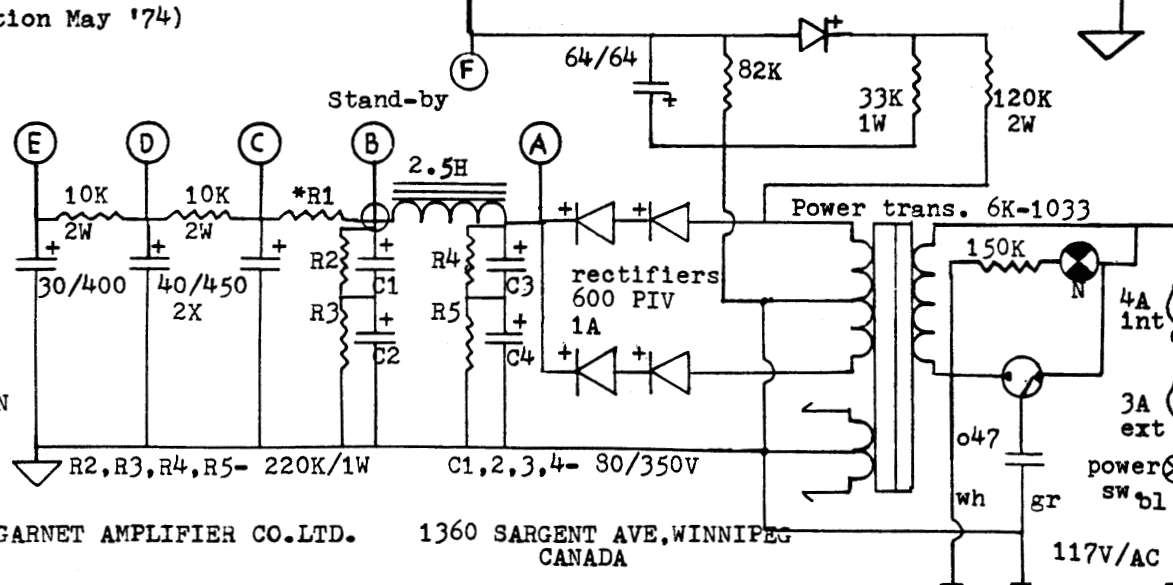 tion May '74)
64/64
F
82K
+
33K
1W
120K
2W
+
Stand-by
E
D
C
B
A
2.5H
10K
2W
10K
2W
*R1
+
+
Power trans. 6K-1033
150K
N
+
30/400
+
40/450
2X
+
R2
+
C1
R4
+
C3
rectifiers
600 PIV
1A
R3
+
C2
R5
+
C4
+
+
4A
int
3A
ext
N
o47
R2,R3,R4,R5- 220K/1W
C1,2,3,4- 80/350V
power
sw.
bl
wh
gr
GARNET AMPLIFIER CO.LTD.
1360 SARGENT AVE,WINNIPEG
CANADA
117V/AC